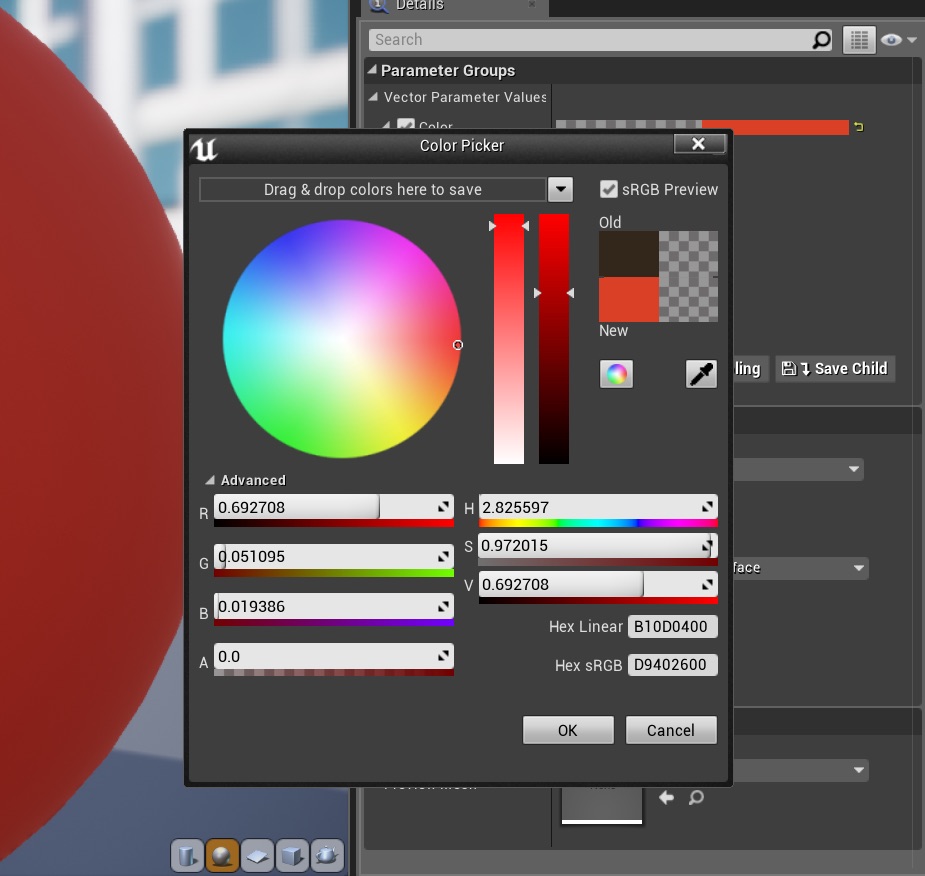 Details
Search
Parameter Groups
Vector Parameter Values
Color
Color Picker
Drag & drop colors here to save
sRGB Preview
Old
New
ling
Save Child
Advanced
R 0.692708
H 2.825597
G 0.051095
S 0.972015
face
B 0.019386
V 0.692708
Hex Linear B10D0400
A 0.0
Hex sRGB D9402600
OK
Cancel
Preview Mesh